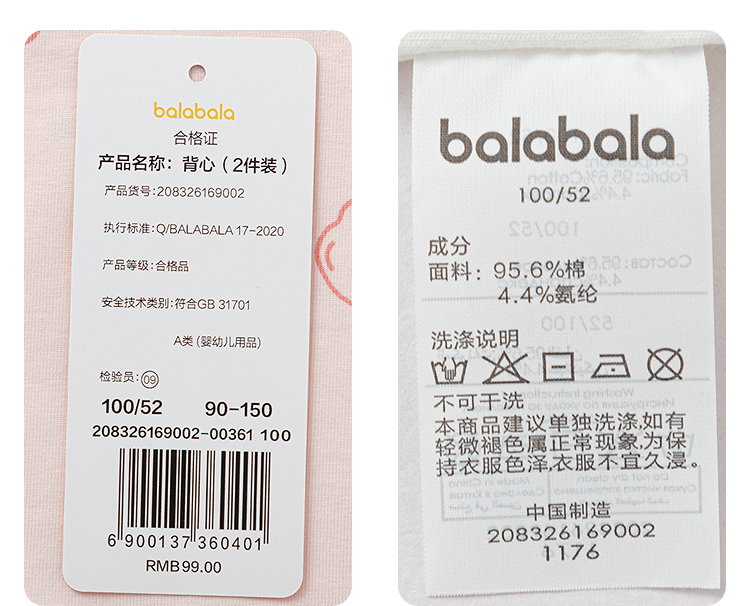 balabala
合格证
产品名称：背心（2件装）
产品货号：208326169002
执行标准：Q/BALABALA 17-2020
产品等级：合格品
安全技术类别：符合GB 31701
A类 (婴幼儿用品)
检验员：09
100/52 90-150
208326169002-00361 100
6 900137 360401
RMB99.00
balabala
100/52
成分
面料：95.6%棉
4.4%氨纶
洗涤说明
不可干洗
本商品建议单独洗涤,如有
轻微褪色属正常现象,为保
持衣服色泽,衣服不宜久浸。
中国制造
208326169002
1176